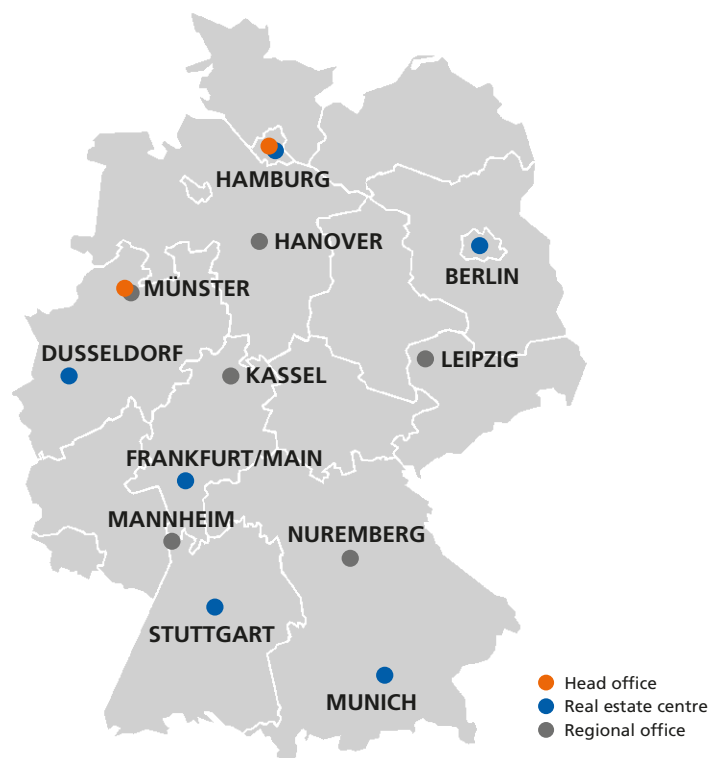 HAMBURG
HANOVER
BERLIN
MÜNSTER
DUSSELDORF
LEIPZIG
KASSEL
FRANKFURT/MAIN
MANNHEIM
NUREMBERG
STUTTGART
MUNICH
Head office
Real estate centre
Regional office